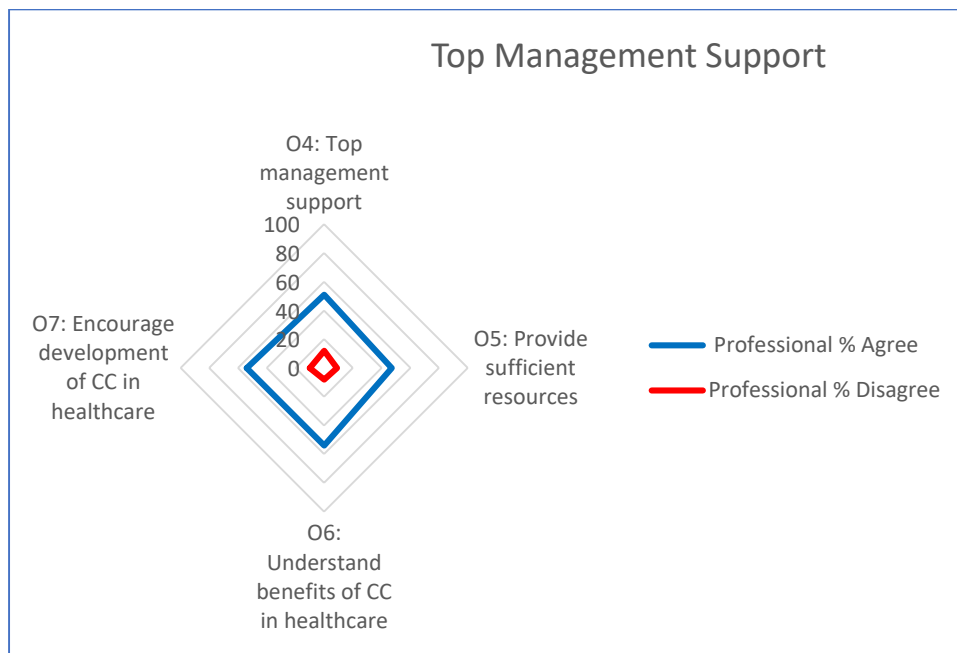 Top Management Support
O4: Top
management
support
100
80
60
40
20
0
O7: Encourage
development
of CC in
healthcare
O5: Provide
sufficient
resources
Professional % Agree
Professional % Disagree
O6:
Understand
benefits of CC
in healthcare